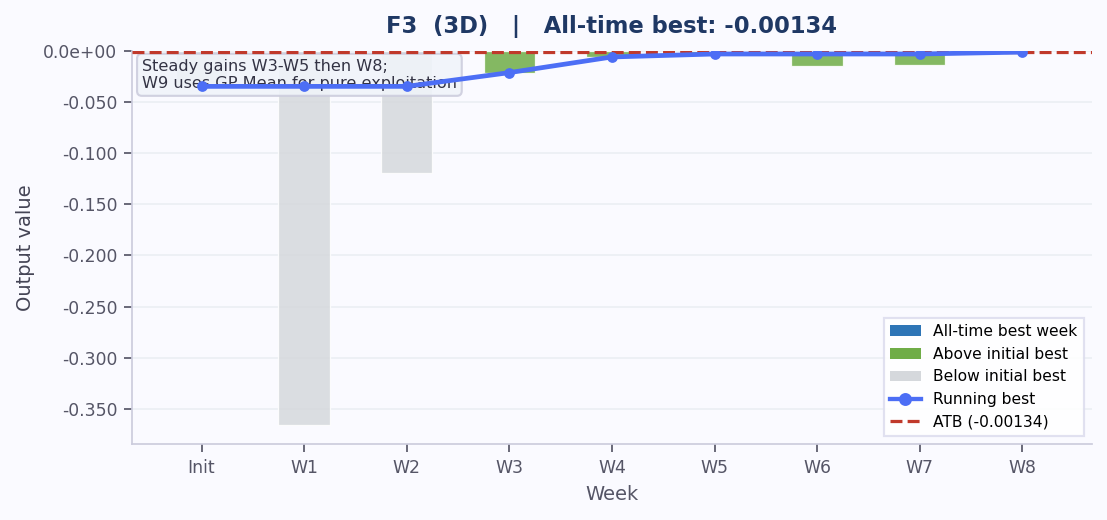 F3 (3D) | All-time best: -0.00134
Output value
0.0e+00
-0.050
-0.100
-0.150
-0.200
-0.250
-0.300
-0.350
Steady gains W3-W5 then W8;
W9 uses GP Mean for pure exploitation
All-time best week
Above initial best
Below initial best
Running best
ATB (-0.00134)
Init W1 W2 W3 W4 W5 W6 W7 W8
Week